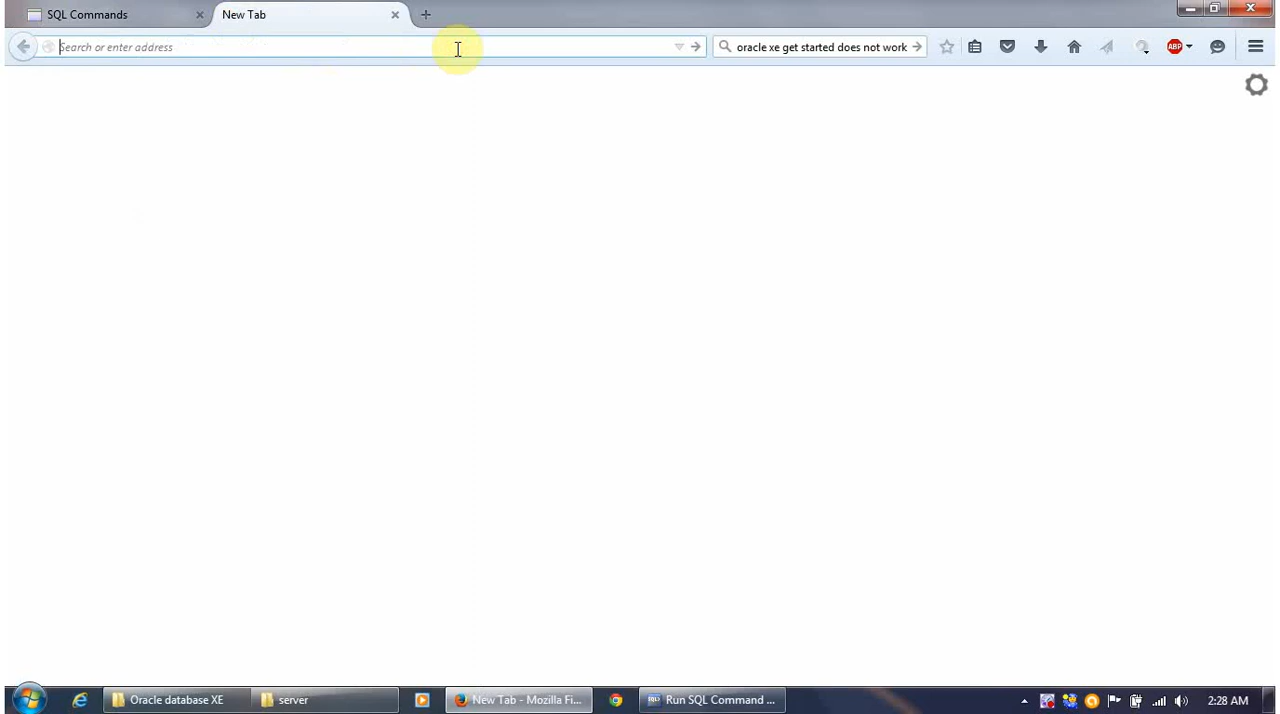 SQL Commands
New Tab
Search or enter address
oracle xe get started does not work
ABP
Oracle database XE
server
New Tab - Mozilla Fi...
Run SQL Command ...
2:28 AM